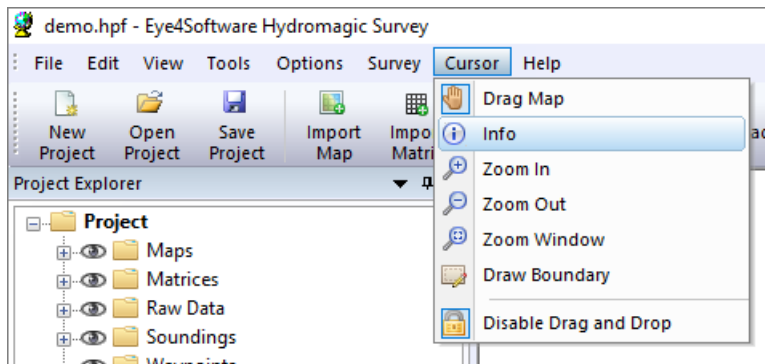 demo.hpf - Eye4Software Hydromagic Survey
File Edit View Tools Options Survey Cursor Help
New Project
Open Project
Save Project
Import Map
Drag Map
Info
Zoom In
Zoom Out
Zoom Window
Draw Boundary
Disable Drag and Drop
Project Explorer
Project
Maps
Matrices
Raw Data
Soundings